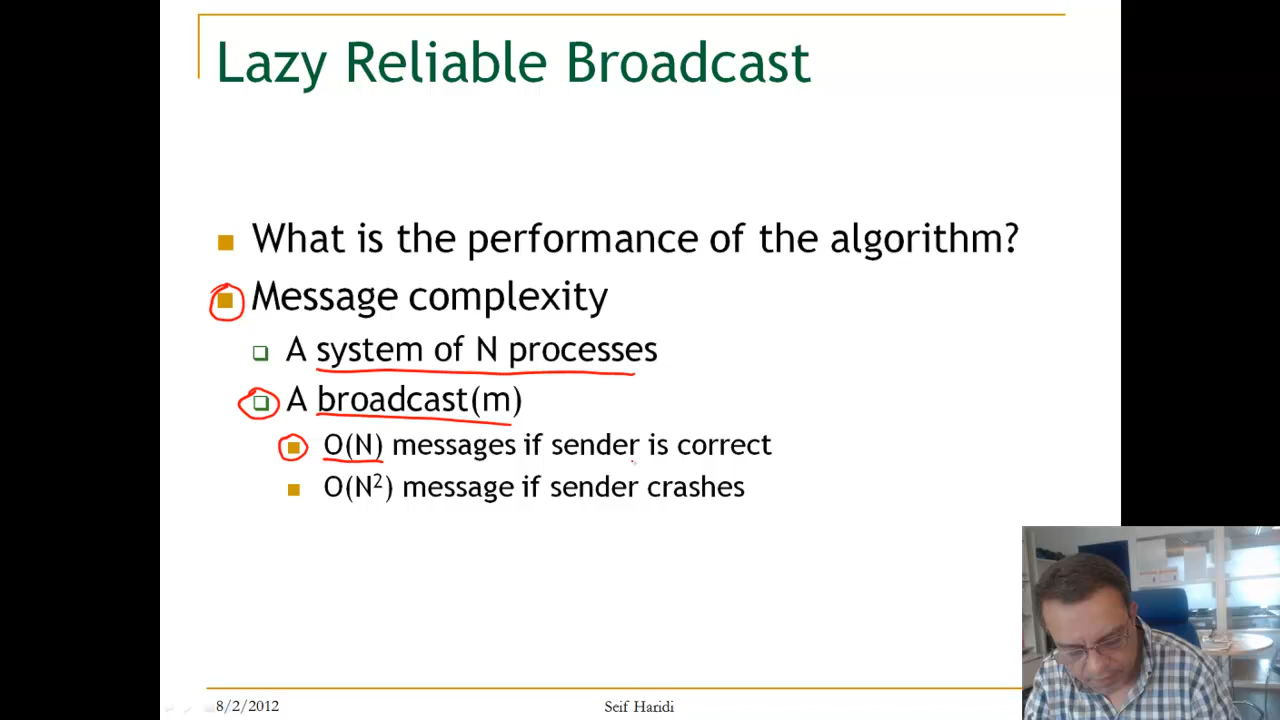 Lazy Reliable Broadcast
What is the performance of the algorithm?
Message complexity
A system of N processes
A broadcast(m)
O(N) messages if sender is correct
O(N²) message if sender crashes
8/2/2012
Seif Haridi